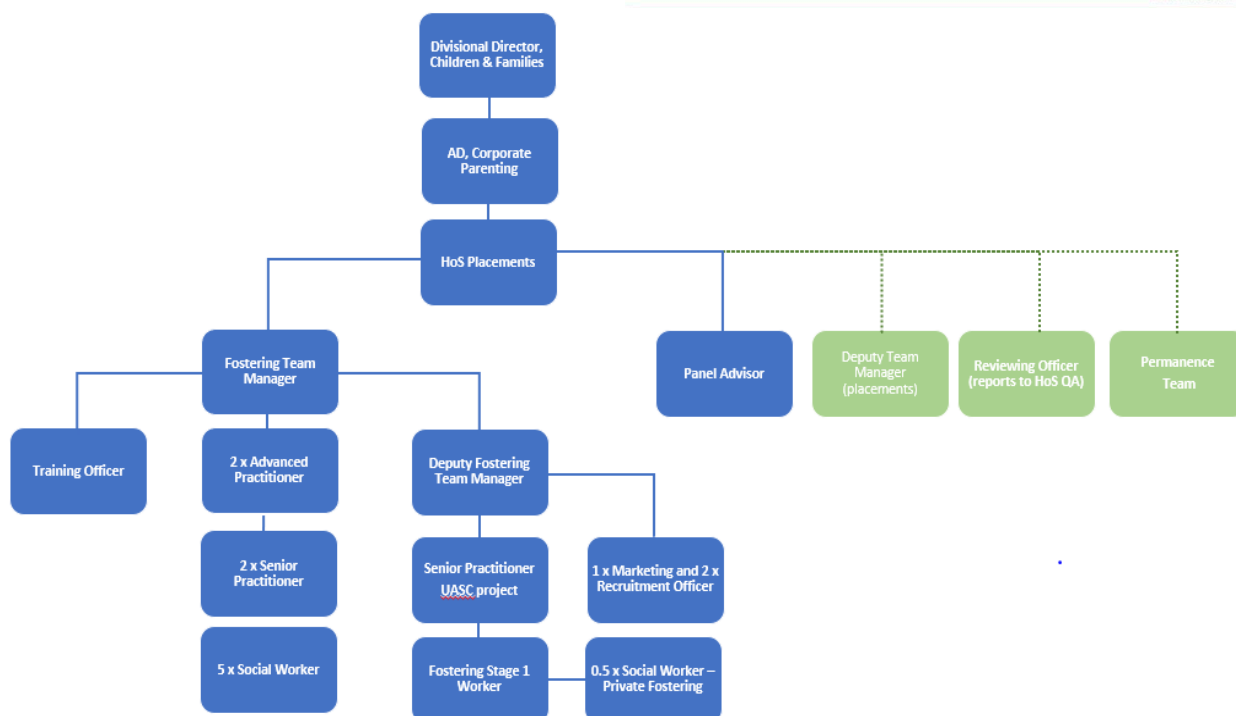 Divisional Director,
Children & Families
AD, Corporate
Parenting
HoS Placements
Fostering Team
Manager
Panel Advisor
Deputy Team
Manager
(placements)
Reviewing Officer
(reports to HoS QA)
Permanence
Team
Training Officer
2 x Advanced
Practitioner
Deputy Fostering
Team Manager
2 x Senior
Practitioner
Senior Practitioner
UASC project
1 x Marketing and 2 x
Recruitment Officer
5 x Social Worker
Fostering Stage 1
Worker
0.5 x Social Worker –
Private Fostering